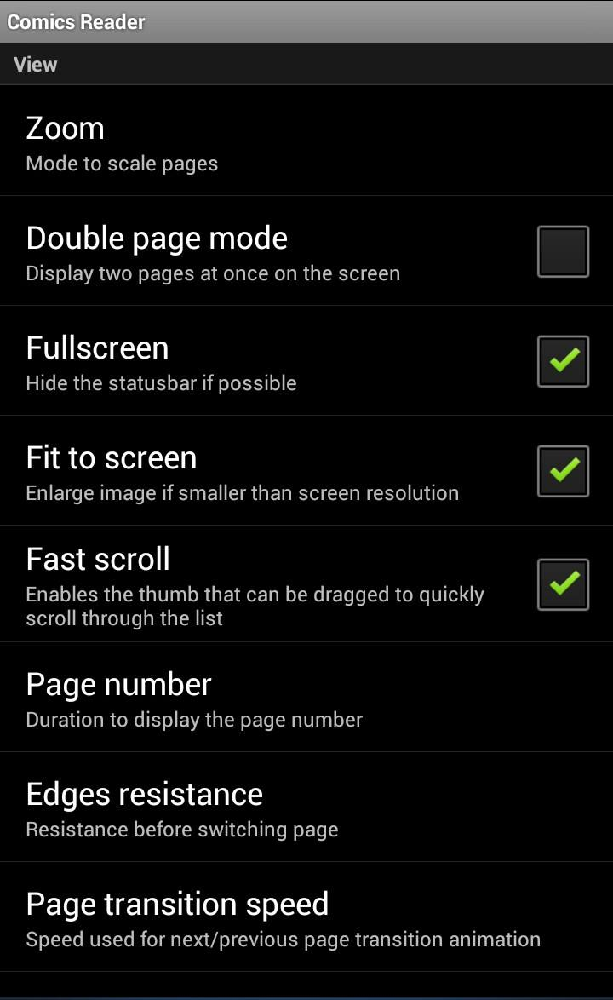 Comics Reader
View
Zoom
Mode to scale pages
Double page mode
Display two pages at once on the screen
Fullscreen
Hide the statusbar if possible
Fit to screen
Enlarge image if smaller than screen resolution
Fast scroll
Enables the thumb that can be dragged to quickly
scroll through the list
Page number
Duration to display the page number
Edges resistance
Resistance before switching page
Page transition speed
Speed used for next/previous page transition animation